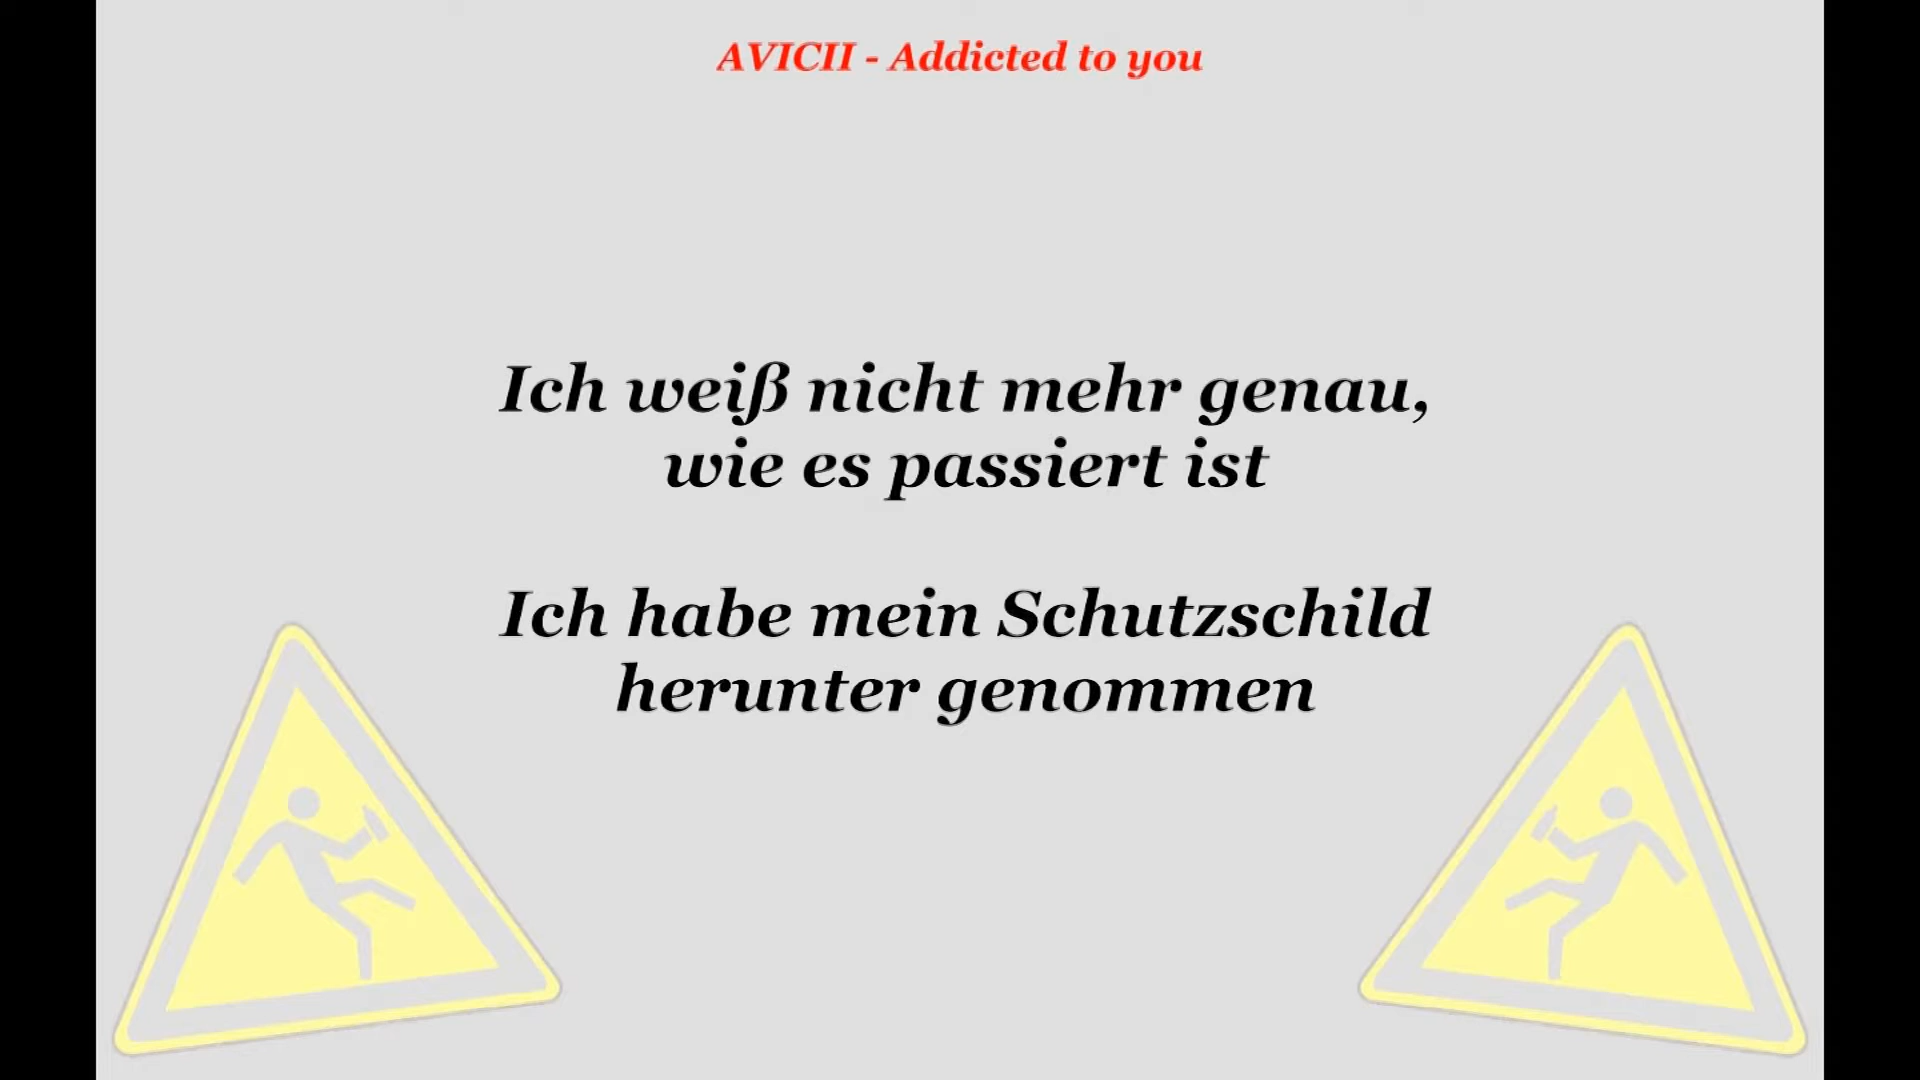 AVICII - Addicted to you
Ich weiß nicht mehr genau,
wie es passiert ist
Ich habe mein Schutzschild
herunter genommen